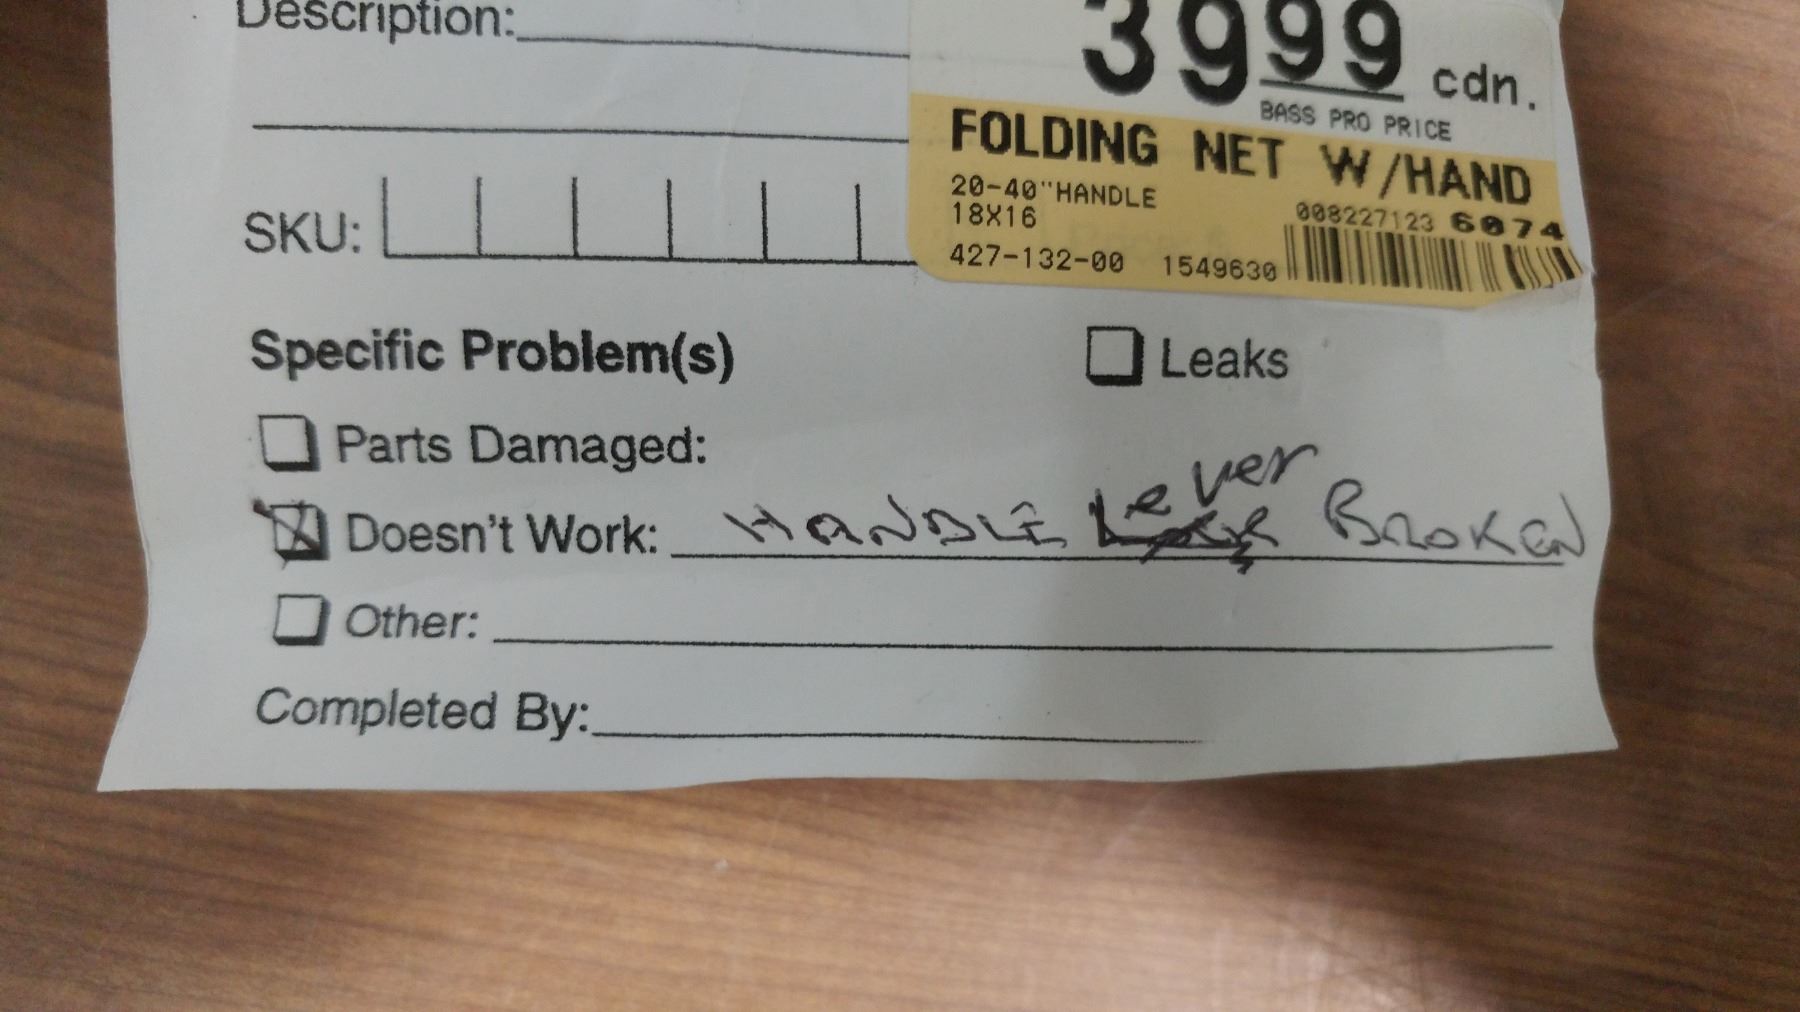 Description:
3999 cdn.
BASS PRO PRICE
FOLDING NET W/HAND
20-40"HANDLE
18X16
008227123 6074
427-132-00 1549630
SKU:
Specific Problem(s)
Leaks
Parts Damaged:
Doesn't Work: HANDLE Lever BROKEN
Other:
Completed By: